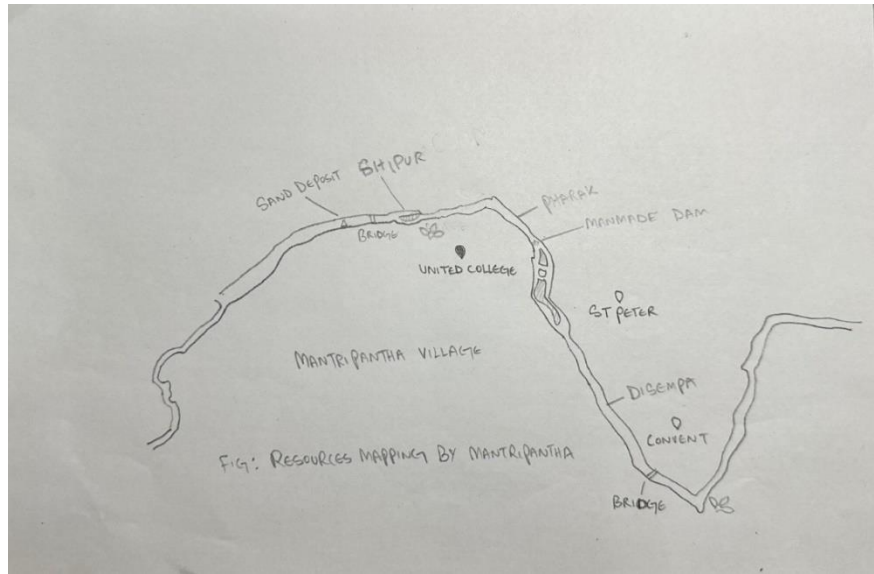 SAND DEPOSIT
BHIPUR
BRIDGE
PHARAK
MANMADE DAM
UNITED COLLEGE
ST PETER
MANTRIPANTHA VILLAGE
DISEMPA
CONVENT
FIG: RESOURCES MAPPING BY MANTRIPANTHA
BRIDGE